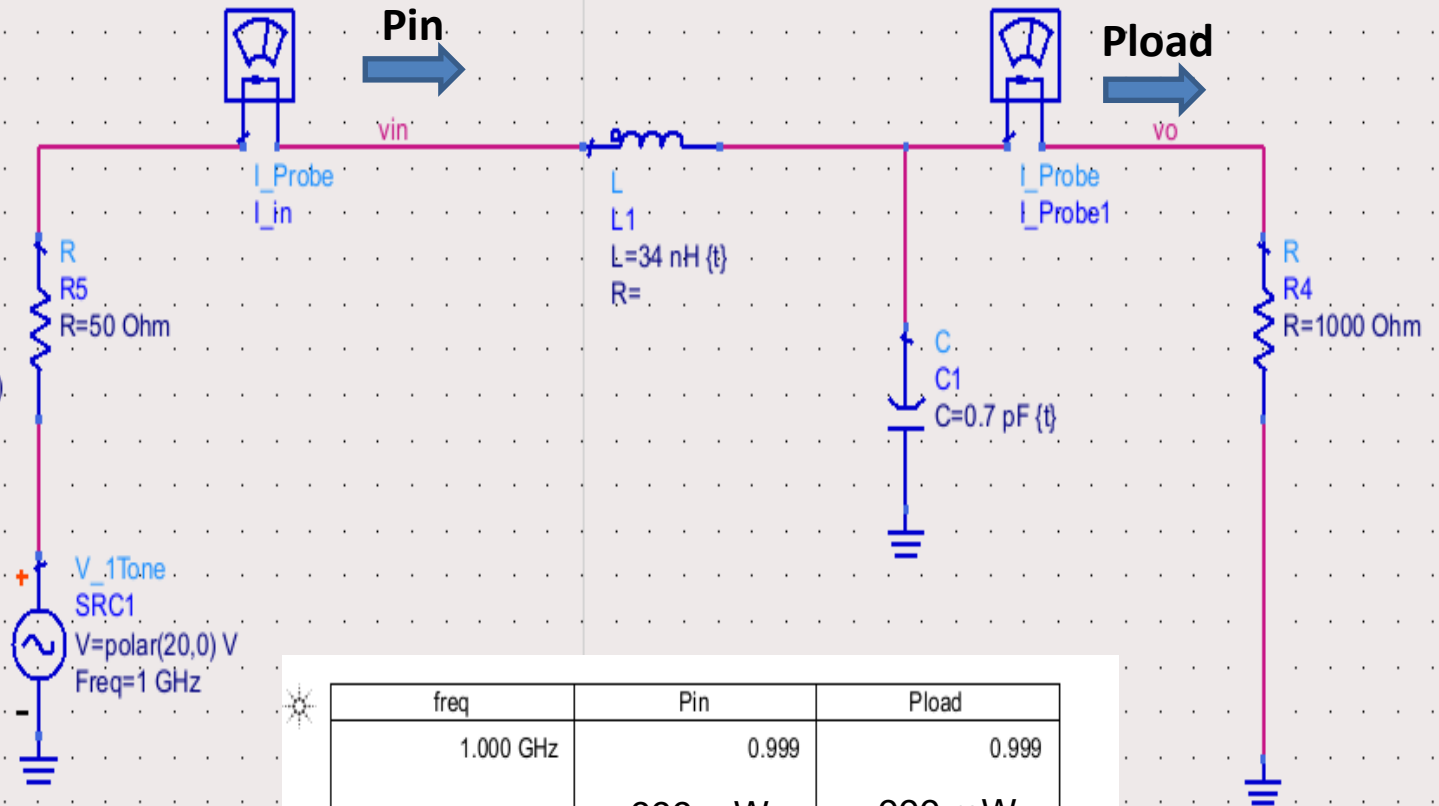 Pin
Pload
vin
vo
I_Probe
I_in
L
L1
L=34 nH {t}
R=
I_Probe
I_Probe1
R
R5
R=50 Ohm
R
R4
R=1000 Ohm
C
C1
C=0.7 pF {t}
+
V_1Tone
SRC1
V=polar(20,0) V
Freq=1 GHz
-
freq Pin Pload
1.000 GHz 0.999 0.999